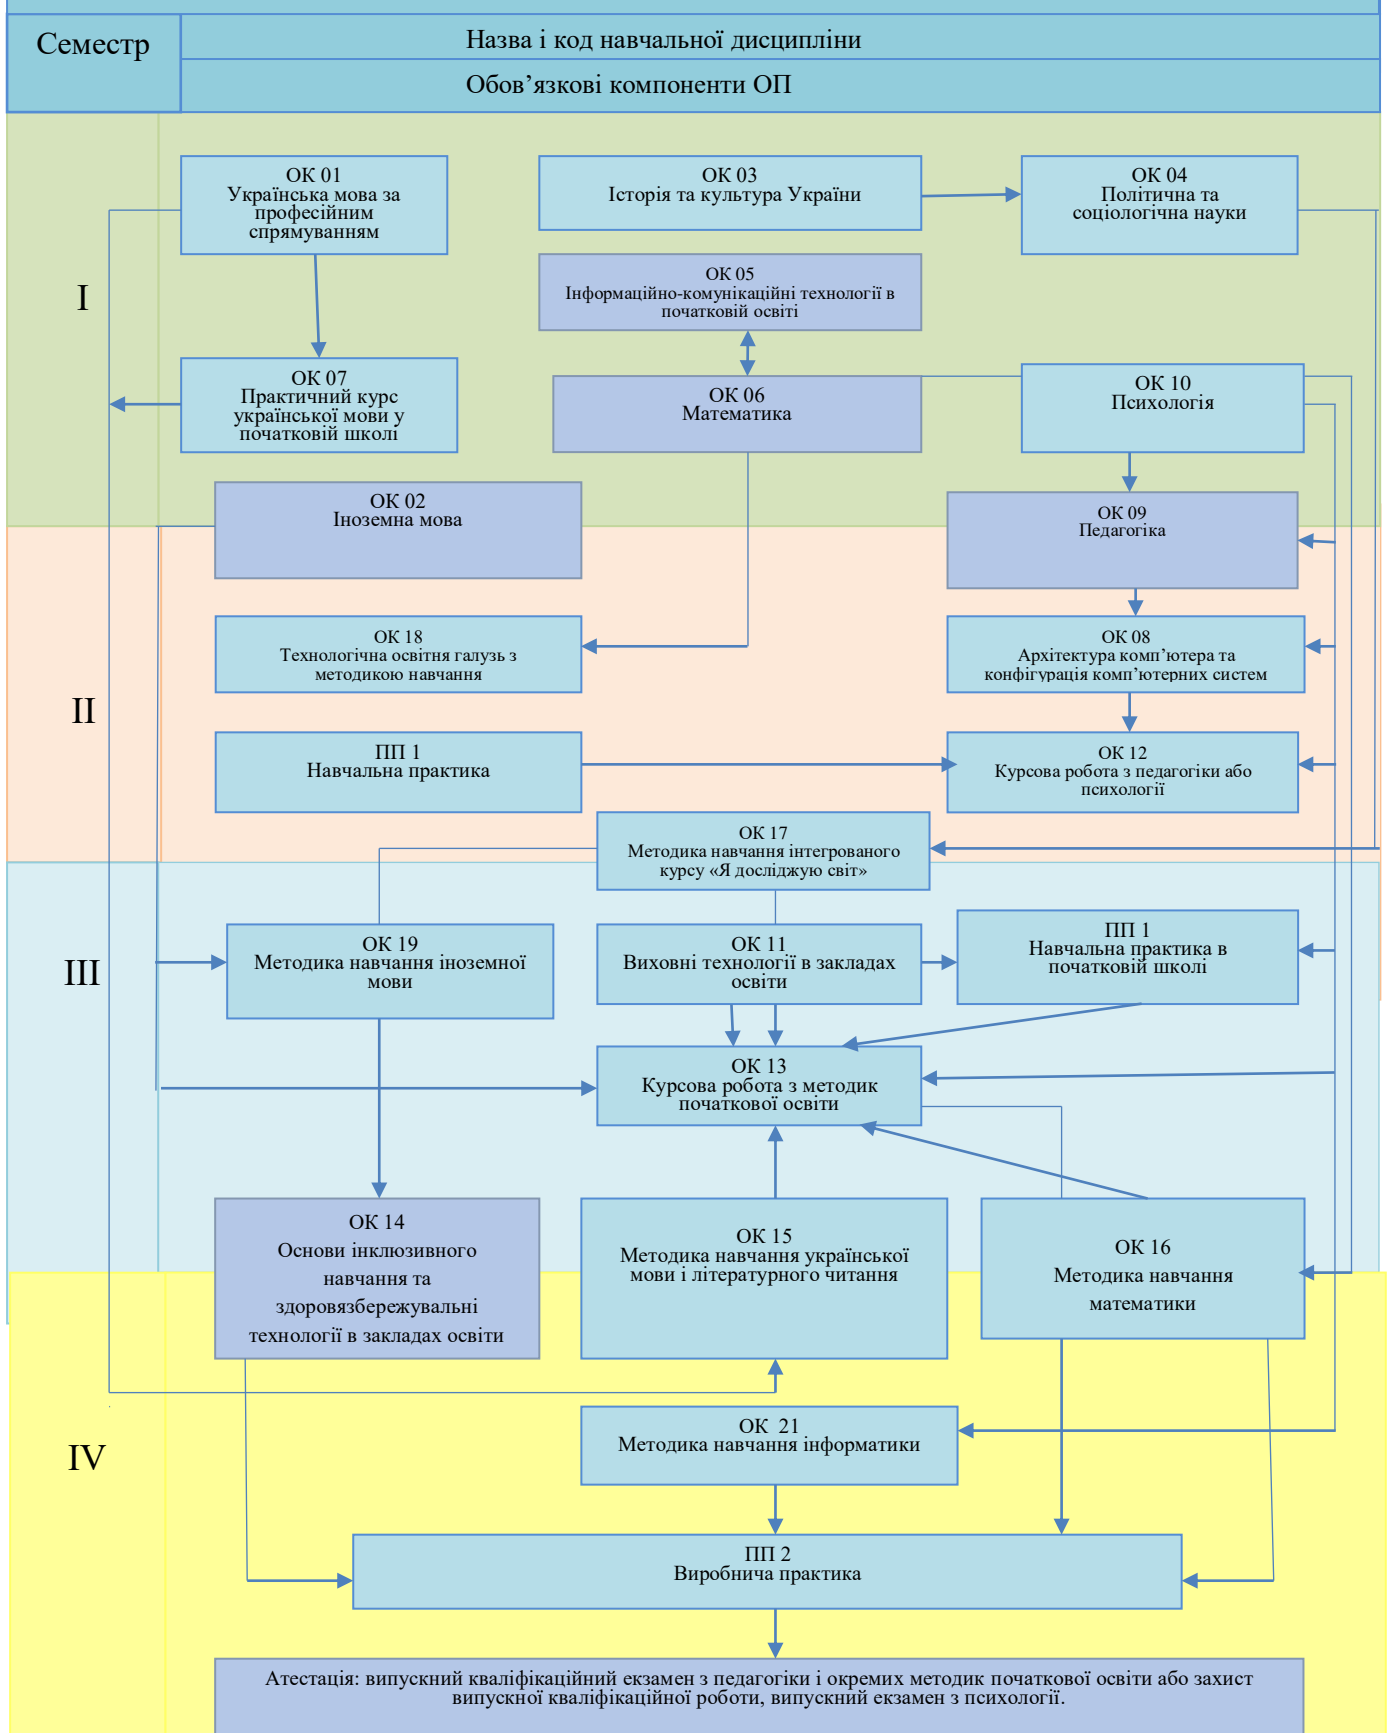 Семестр
Назва і код навчальної дисципліни
Обов’язкові компоненти ОП
I
ОК 01
Українська мова за
професійним
спрямуванням
ОК 03
Історія та культура України
ОК 04
Політична та
соціологічна науки
ОК 05
Інформаційно-комунікаційні технології в
початковій освіті
ОК 07
Практичний курс
української мови у
початковій школі
ОК 06
Математика
ОК 10
Психологія
ОК 02
Іноземна мова
ОК 09
Педагогіка
II
ОК 18
Технологічна освітня галузь з
методикою навчання
ОК 08
Архітектура комп’ютера та
конфігурація комп’ютерних систем
ПП 1
Навчальна практика
ОК 12
Курсова робота з педагогіки або
психології
ОК 17
Методика навчання інтегрованого
курсу «Я досліджую світ»
III
ОК 19
Методика навчання іноземної
мови
ОК 11
Виховні технології в закладах
освіти
ПП 1
Навчальна практика в
початковій школі
ОК 13
Курсова робота з методик
початкової освіти
ОК 14
Основи інклюзивного
навчання та
здоровязбережувальні
технології в закладах освіти
ОК 15
Методика навчання української
мови і літературного читання
ОК 16
Методика навчання
математики
IV
ОК 21
Методика навчання інформатики
ПП 2
Виробнича практика
Атестація: випускний кваліфікаційний екзамен з педагогіки і окремих методик початкової освіти або захист
випускної кваліфікаційної роботи, випускний екзамен з психології.